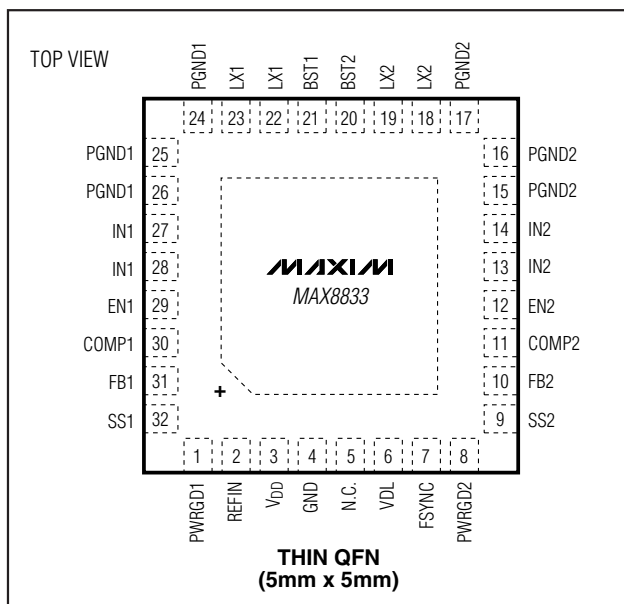 TOP VIEW
PGND1 LX1 LX1 BST1 BST2 LX2 LX2 PGND2
24 23 22 21 20 19 18 17
PGND1 25 16 PGND2
PGND1 26 15 PGND2
IN1 27 14 IN2
IN1 28 13 IN2
EN1 29 12 EN2
COMP1 30 11 COMP2
FB1 31 10 FB2
SS1 32 9 SS2
MAXIM
MAX8833
+
1 2 3 4 5 6 7 8
PWRGD1 REFIN VDD GND N.C. VDL FSYNC PWRGD2
THIN QFN
(5mm x 5mm)